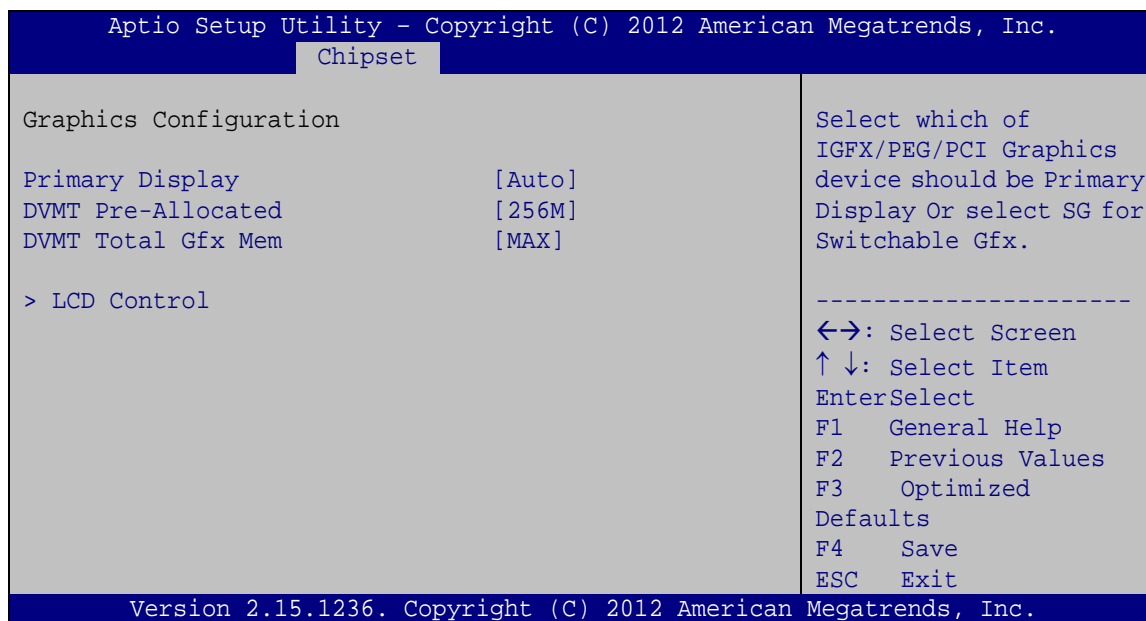 Aptio Setup Utility – Copyright (C) 2012 American Megatrends, Inc.
Chipset
Graphics Configuration
Primary Display [Auto]
DVMT Pre-Allocated [256M]
DVMT Total Gfx Mem [MAX]
> LCD Control
Select which of
IGFX/PEG/PCI Graphics
device should be Primary
Display Or select SG for
Switchable Gfx.
----------------------
←→: Select Screen
↑ ↓: Select Item
EnterSelect
F1 General Help
F2 Previous Values
F3 Optimized
Defaults
F4 Save
ESC Exit
Version 2.15.1236. Copyright (C) 2012 American Megatrends, Inc.